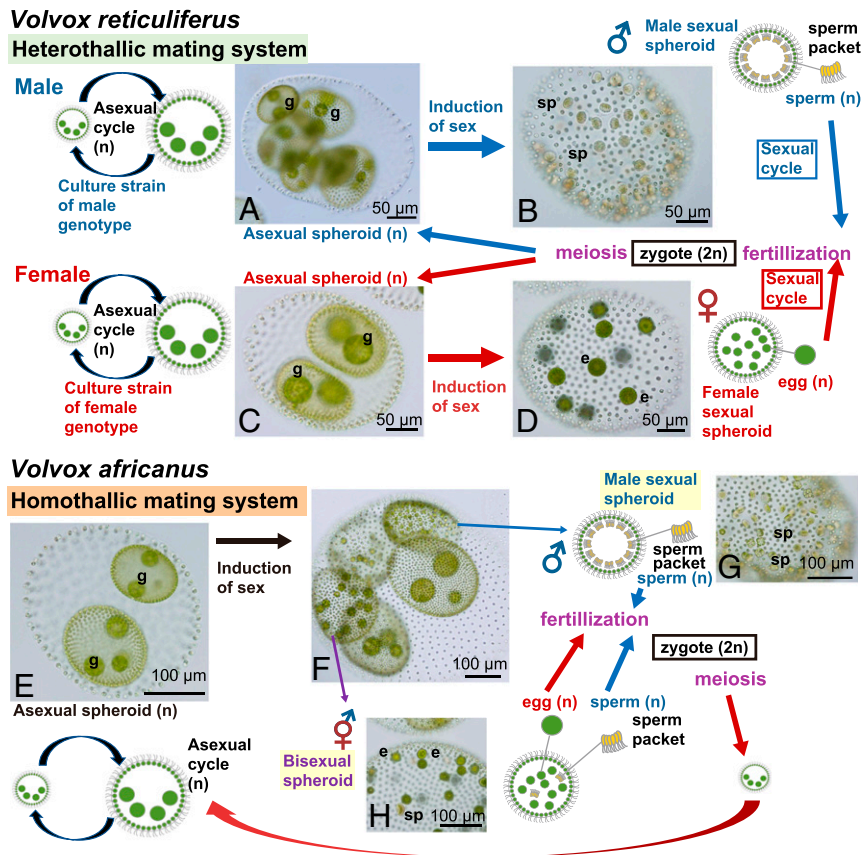 Volvox reticuliferus
Heterothallic mating system
Male
Asexual
cycle
(n)
Culture strain
of male
genotype
g
g
A
50 µm
Asexual spheroid (n)
Induction
of sex
sp
sp
B
50 µm
♂
Male sexual
spheroid
sperm
packet
sperm (n)
Sexual
cycle
meiosis
zygote (2n)
fertillization
Female
Asexual
cycle
(n)
Culture strain
of female
genotype
Asexual spheroid (n)
g
g
C
50 µm
Induction
of sex
e
e
D
50 µm
♀
Sexual
cycle
egg (n)
Female
sexual
spheroid
Volvox africanus
Homothallic mating system
g
g
E
100 µm
Asexual spheroid (n)
Induction
of sex
F
100 µm
Male sexual
spheroid
♂
sperm
packet
sperm (n)
sp
sp
G
100 µm
fertillization
zygote (2n)
meiosis
egg (n)
sperm (n)
sperm
packet
Bisexual
spheroid
e
e
sp
H
100 µm
Asexual
cycle
(n)